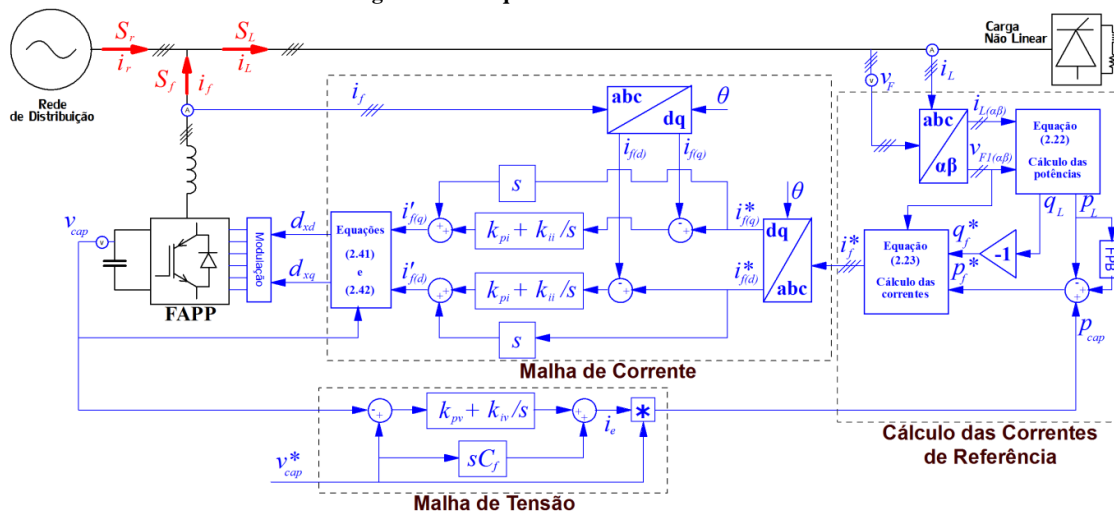 S_r
i_r
S_L
i_L
S_f
i_f
Rede
de Distribuição
Carga
Não Linear
A
v
v_F
A
i_L
A
i_f
abc
dq
θ
i_f(d)
i_f(q)
abc
αβ
i_L(αβ)
v_F1(αβ)
Equação
(2.22)
Cálculo das
potências
q_L
p_L
s
θ
v_cap
v
d_xd
d_xq
Modulação
FAPP
Equações
(2.41)
e
(2.42)
i'_f(q)
i'_f(d)
k_pi + k_ii/s
k_pi + k_ii/s
i*_f(q)
i*_f(d)
dq
abc
i_f*
Equação
(2.23)
Cálculo das
correntes
q_f*
p_f*
-1
FPB
p_cap
s
Malha de Corrente
k_pv + k_iv/s
i_e
*
sC_f
v*_cap
Malha de Tensão
Cálculo das Correntes
de Referência